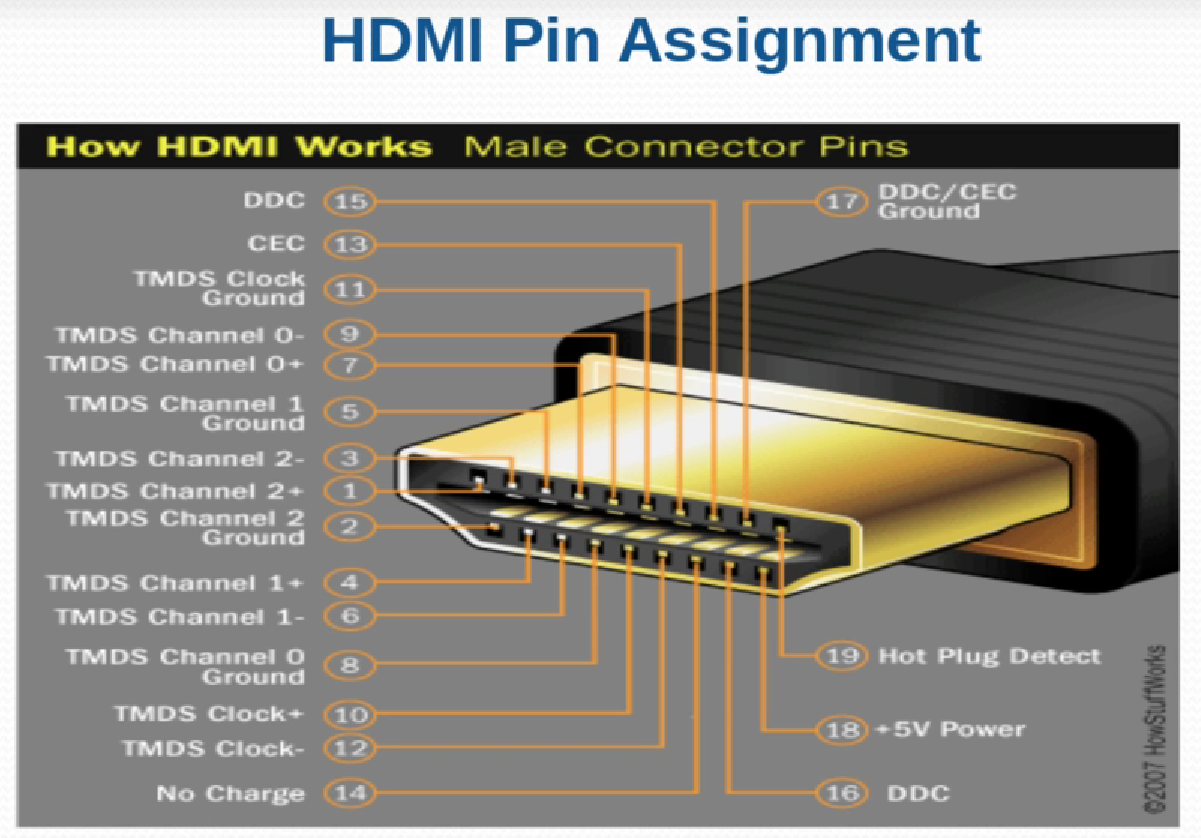 HDMI Pin Assignment
How HDMI Works Male Connector Pins
DDC 15
17 DDC/CEC
Ground
CEC 13
TMDS Clock
Ground 11
TMDS Channel 0- 9
TMDS Channel 0+ 7
TMDS Channel 1
Ground 5
TMDS Channel 2- 3
TMDS Channel 2+ 1
TMDS Channel 2
Ground 2
TMDS Channel 1+ 4
TMDS Channel 1- 6
TMDS Channel 0
Ground 8
TMDS Clock+ 10
TMDS Clock- 12
No Charge 14
19 Hot Plug Detect
18 +5V Power
16 DDC
©2007 HowStuffWorks